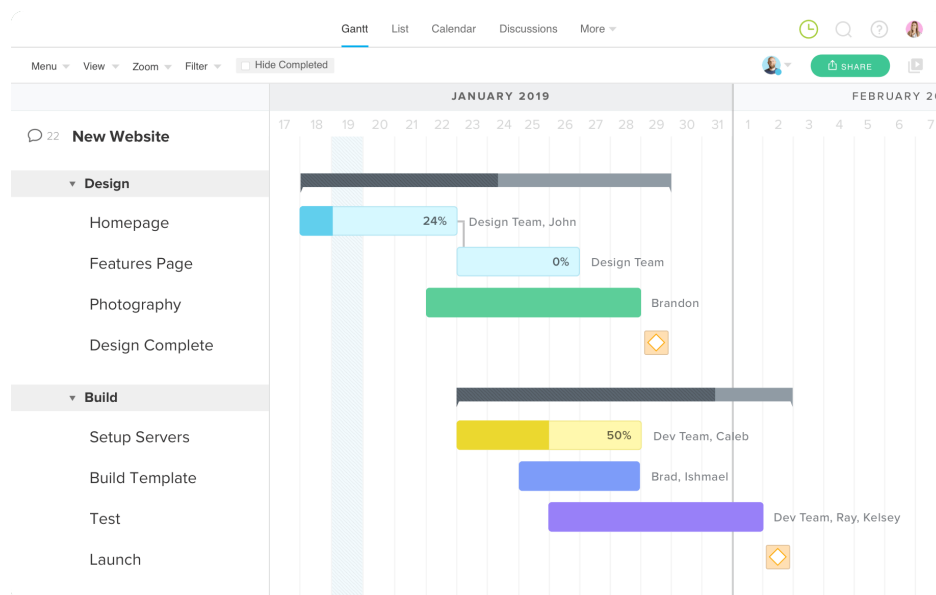 Gantt List Calendar Discussions More
Menu View Zoom Filter Hide Completed SHARE
JANUARY 2019 FEBRUARY 20
17 18 19 20 21 22 23 24 25 26 27 28 29 30 31 1 2 3 4 5 6 7
22 New Website
Design
Homepage 24% Design Team, John
Features Page 0% Design Team
Photography Brandon
Design Complete
Build
Setup Servers 50% Dev Team, Caleb
Build Template Brad, Ishmael
Test Dev Team, Ray, Kelsey
Launch